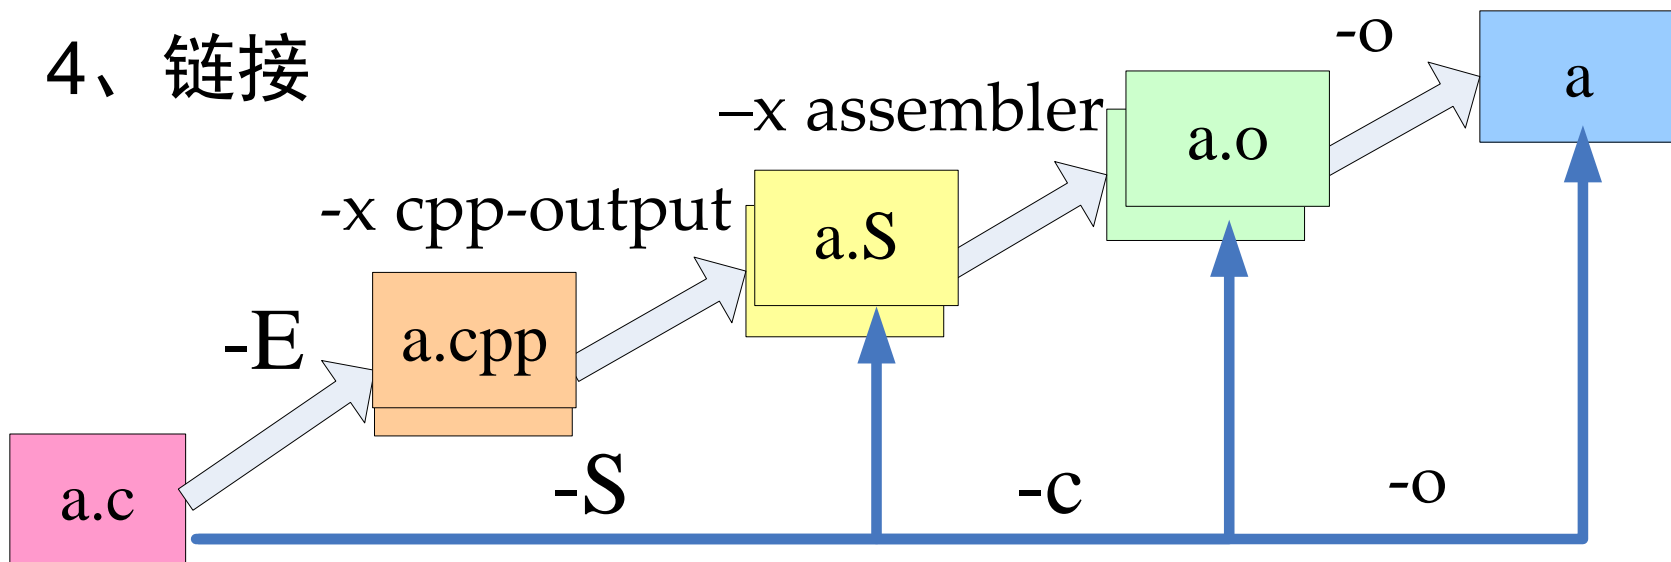 4、链接
-o
a
–x assembler
a.o
-x cpp-output
a.S
-E
a.cpp
a.c
-S
-c
-o